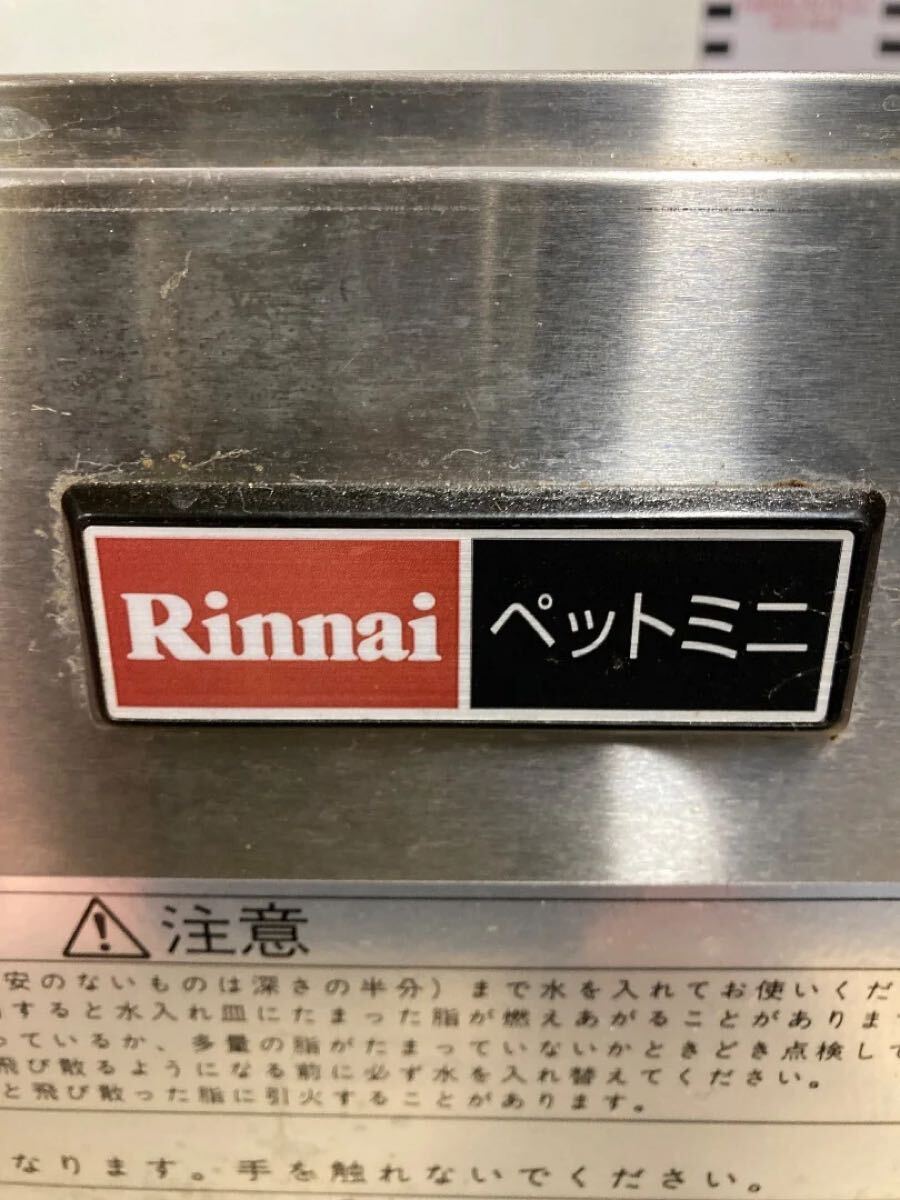 Rinnai ペットミニ
注意
安のないものは深さの半分）まで水を入れてお使いくだ
すると水入れ皿にたまった脂が燃えあがることがありま
っているか、多量の脂がたまっていないかときどき点検して
飛び散るようになる前に必ず水を入れ替えてください。
と飛び散った脂に引火することがあります。
なります。手を触れないでください。